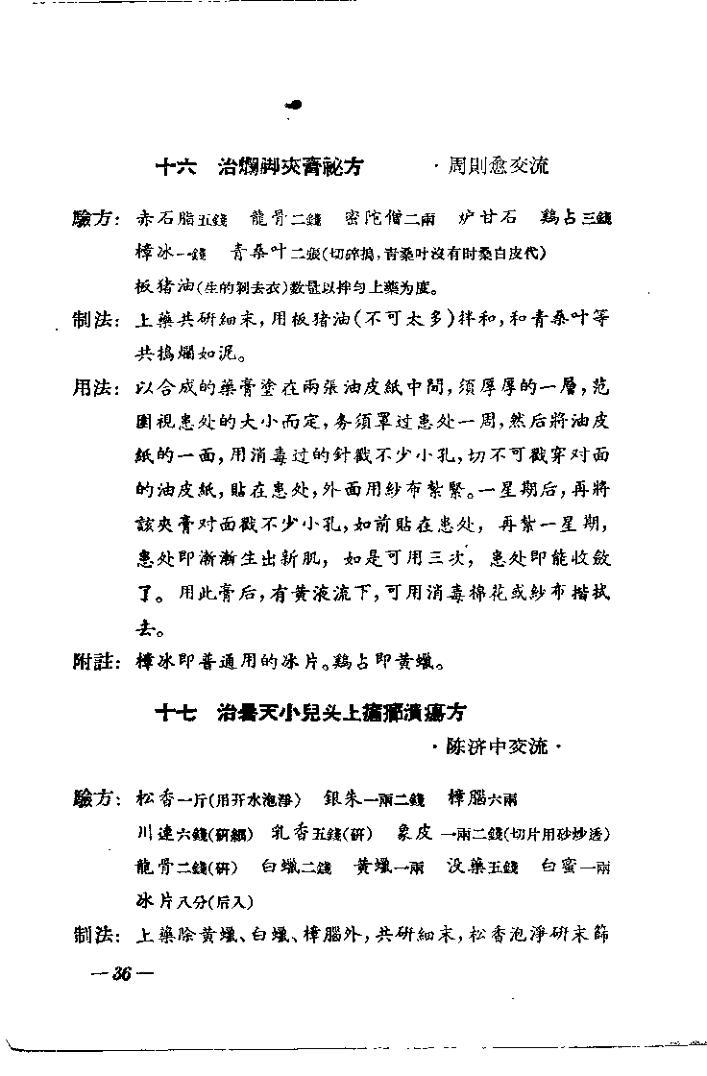 十六　治爛脚夾膏祕方　　·周則愈交流
驗方：赤石脂五錢　龍骨二錢　密陀僧二兩　炉甘石　鷄占三錢
樟冰一錢　青桑叶二張(切碎搗，青桑叶沒有时桑白皮代)
板猪油(生的剝去衣)数量以拌匀上藥为度。
制法：上藥共硏細末，用板猪油(不可太多)拌和，和青桑叶等
共搗爛如泥。
用法：以合成的藥膏塗在兩張油皮紙中間，須厚厚的一層，范
圍視患处的大小而定，务須罩过患处一周，然后將油皮
紙的一面，用消毒过的針戳不少小孔，切不可戳穿对面
的油皮紙，貼在患处，外面用紗布紮緊。一星期后，再將
該夾膏对面戳不少小孔，如前貼在患处，再紮一星期，
患处即漸漸生出新肌，如是可用三次，患处即能收斂
了。用此膏后，有黄液流下，可用消毒棉花或紗布揩拭
去。
附註：樟冰即普通用的冰片。鷄占即黄蠟。
十七　治暑天小兒头上瘡癤潰瘍方
·陈济中交流·
驗方：松香一斤(用开水泡淨)　銀朱一兩二錢　樟腦六兩
川連六錢(硏細)　乳香五錢(硏)　象皮一兩二錢(切片用砂炒透)
龍骨二錢(硏)　白蠟二錢　黄蠟一兩　没藥五錢　白蜜一兩
冰片八分(后入)
制法：上藥除黄蠟、白蠟、樟腦外，共硏細末，松香泡淨硏末篩
—36—